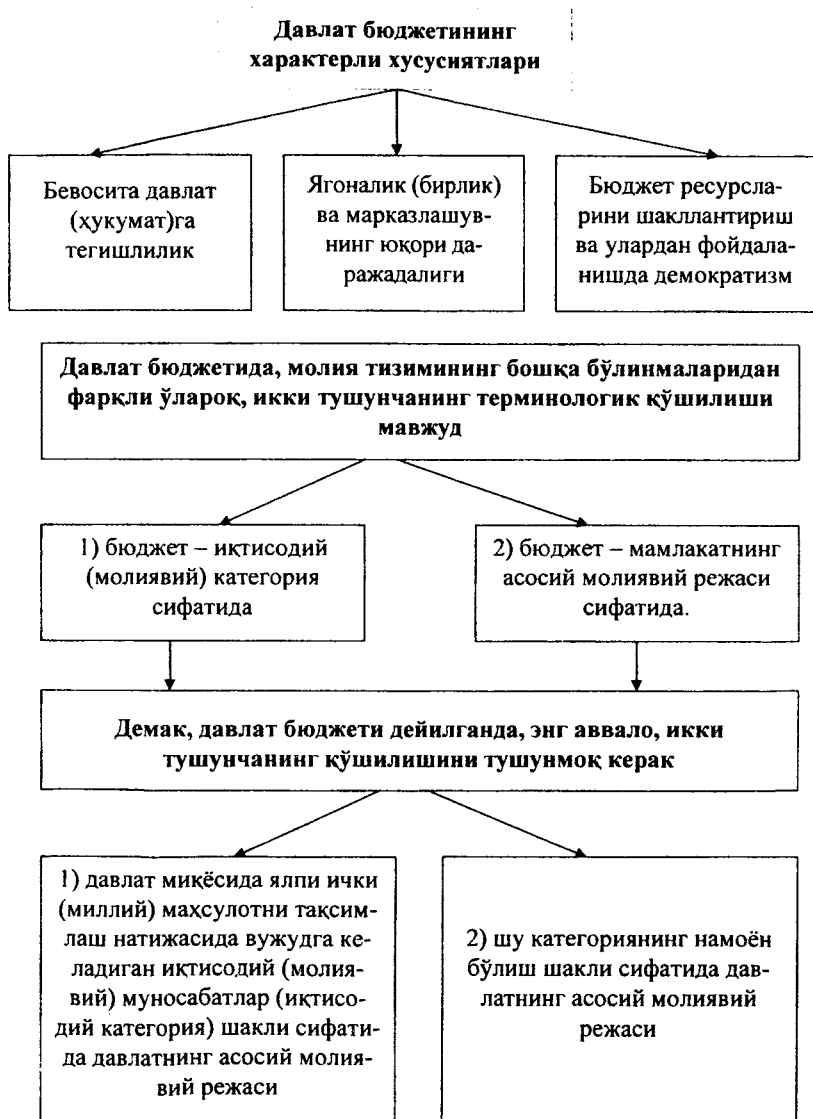 Давлат бюджетининг
характерли хусусиятлари
Бевосита давлат
(ҳукумат)га
тегишлилик
Ягоналик (бирлик)
ва марказлашув-
нинг юқори да-
ражадалиги
Бюджет ресурсла-
рини шакллантириш
ва улардан фойдала-
нишда демократизм
Давлат бюджетида, молия тизимининг бошқа бўлинмаларидан
фарқли ўлароқ, икки тушунчанинг терминологик қўшилиши
мавжуд
1) бюджет – иқтисодий
(молиявий) категория
сифатида
2) бюджет – мамлакатнинг
асосий молиявий режаси
сифатида.
Демак, давлат бюджети дейилганда, энг аввало, икки
тушунчанинг қўшилишини тушунмоқ керак
1) давлат миқёсида ялпи ички
(миллий) маҳсулотни тақсим-
лаш натижасида вужудга ке-
ладиган иқтисодий (молия-
вий) муносабатлар (иқтисо-
дий категория) шакли сифати-
да давлатнинг асосий молия-
вий режаси
2) шу категориянинг намоён
бўлиш шакли сифатида дав-
латнинг асосий молиявий
режаси